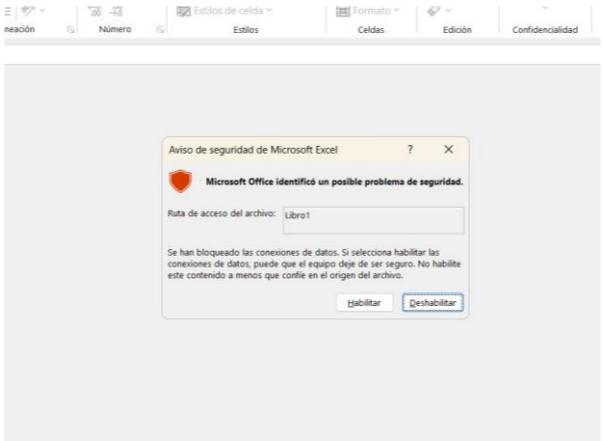 Estilos de celda
Formato
neación
Número
Estilos
Celdas
Edición
Confidencialidad
Aviso de seguridad de Microsoft Excel
?
Microsoft Office identificó un posible problema de seguridad.
Ruta de acceso del archivo: Libro1
Se han bloqueado las conexiones de datos. Si selecciona habilitar las
conexiones de datos, puede que el equipo deje de ser seguro. No habilite
este contenido a menos que confíe en el origen del archivo.
Habilitar
Deshabilitar